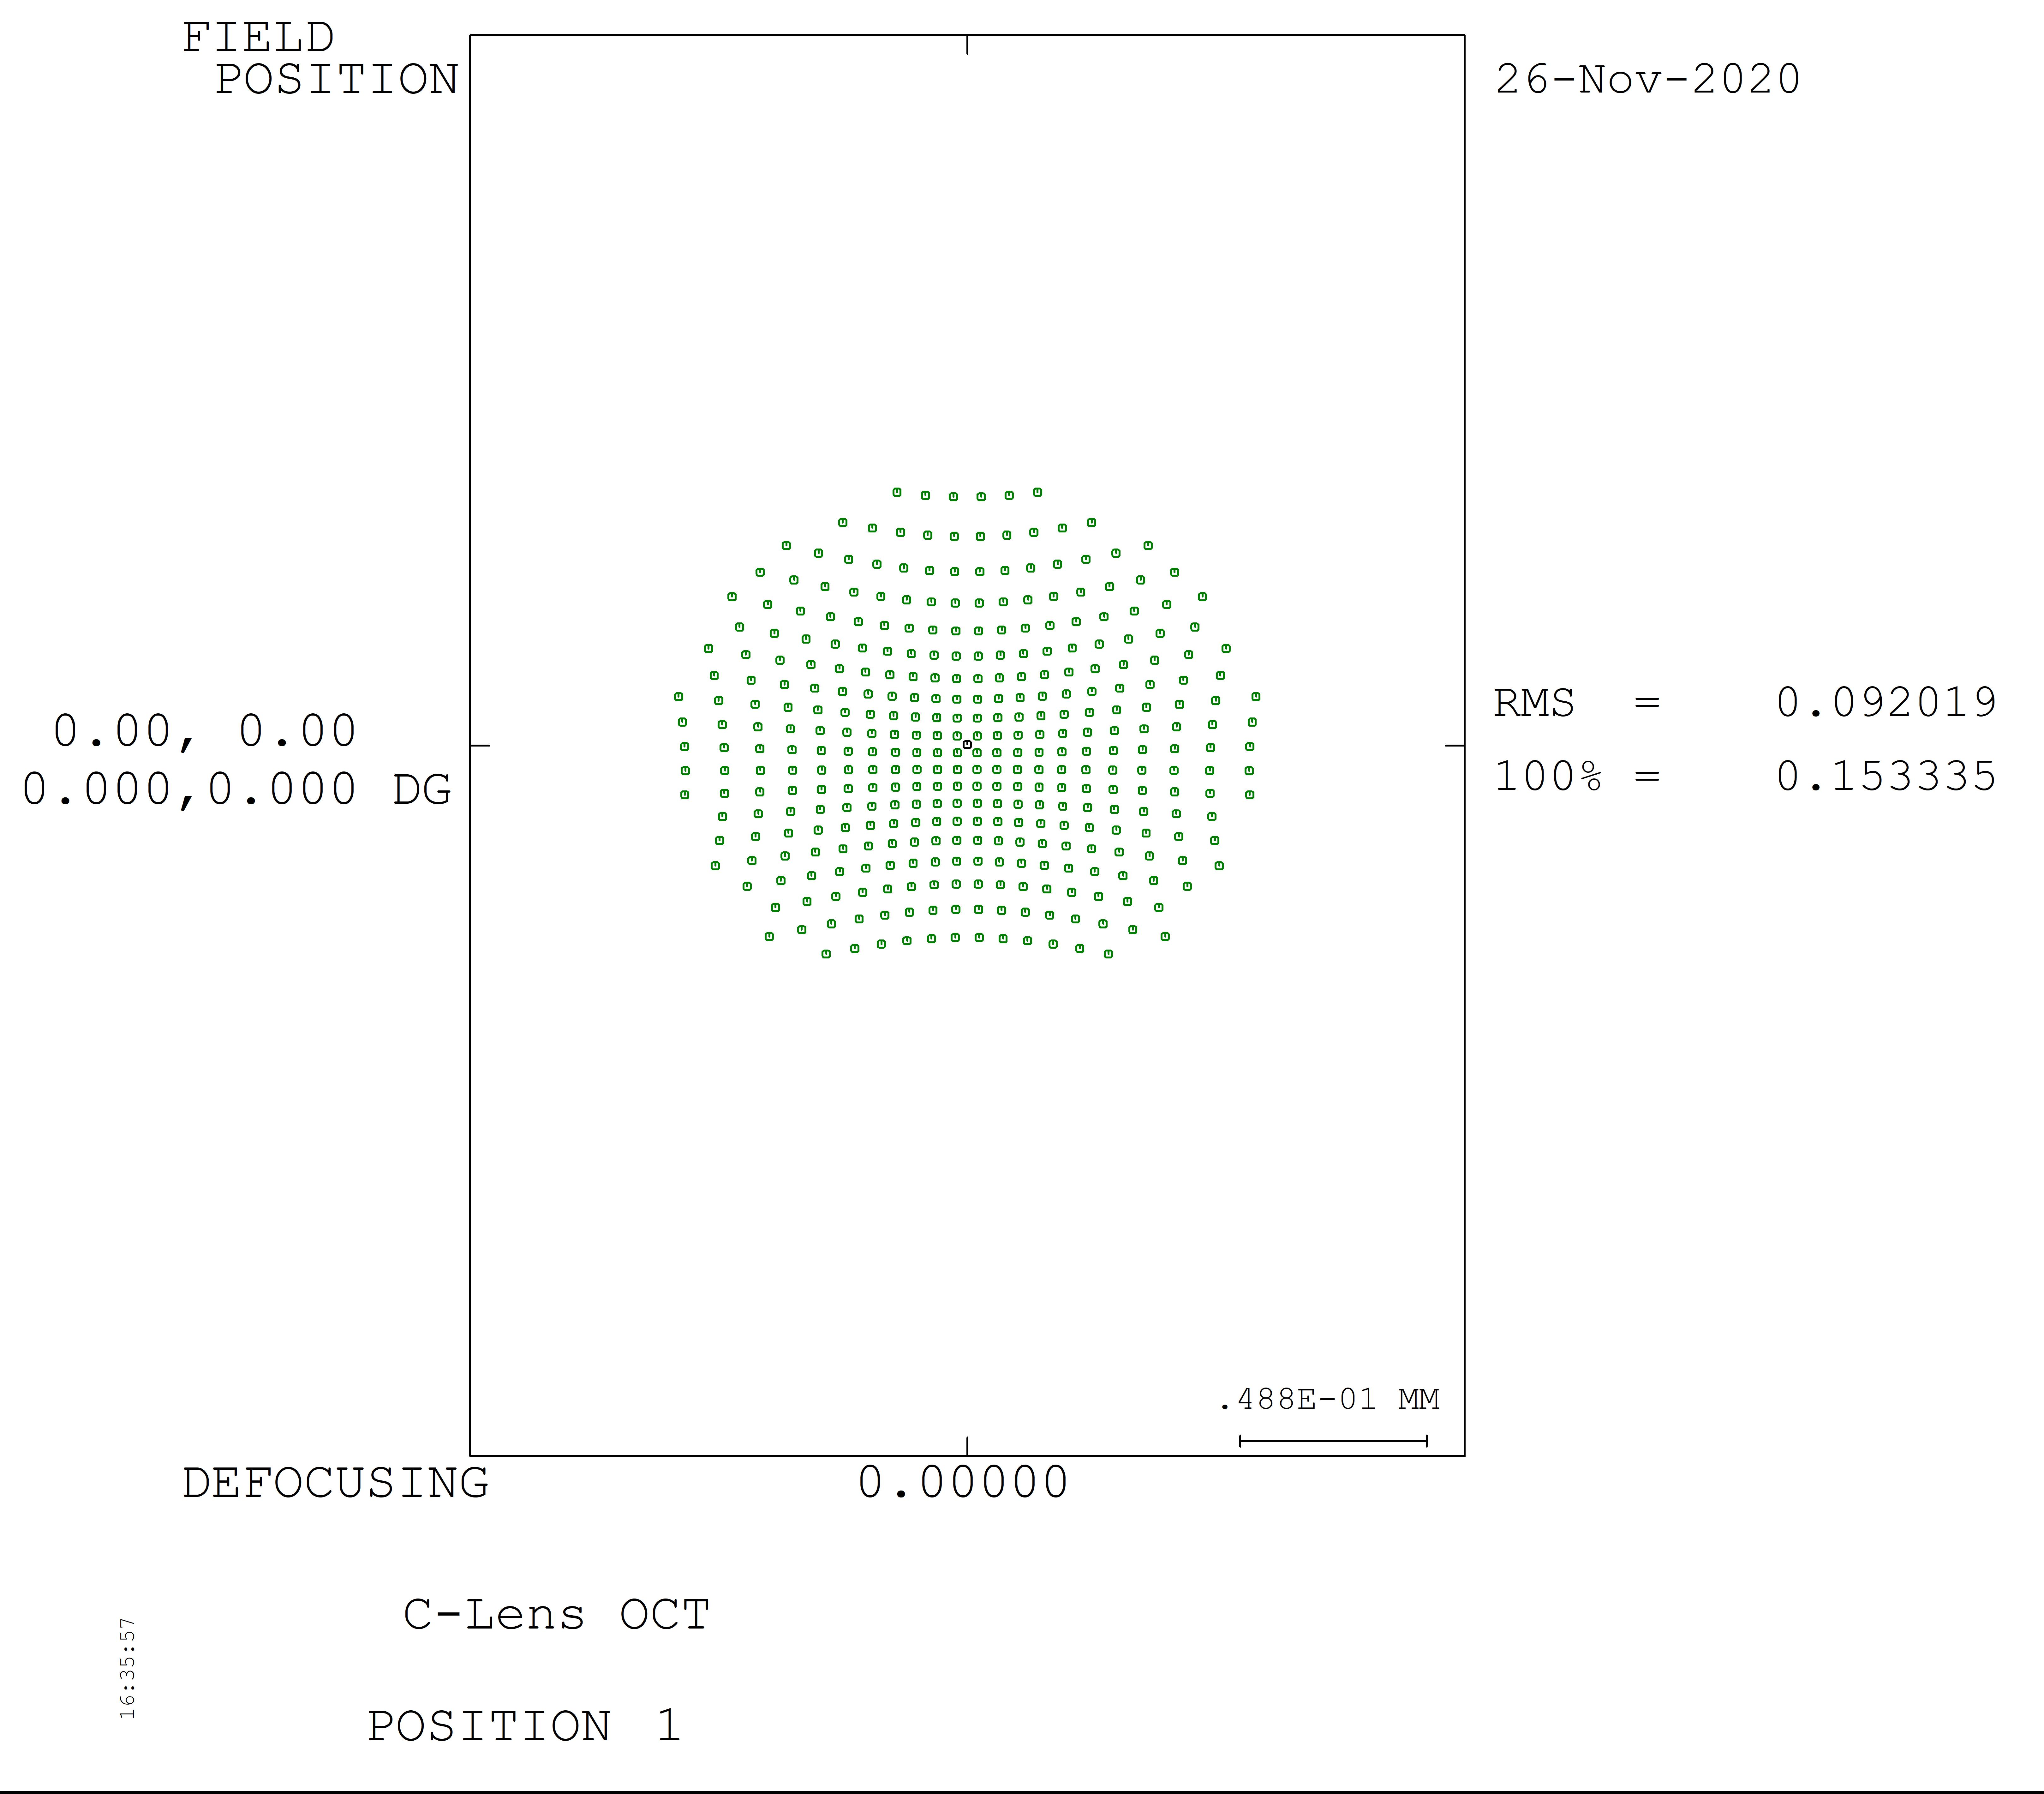 FIELD
POSITION
26-Nov-2020
0.00, 0.00
0.000,0.000 DG
RMS = 0.092019
100% = 0.153335
.488E-01 MM
DEFOCUSING
0.00000
C-Lens OCT
POSITION 1
16:35:57